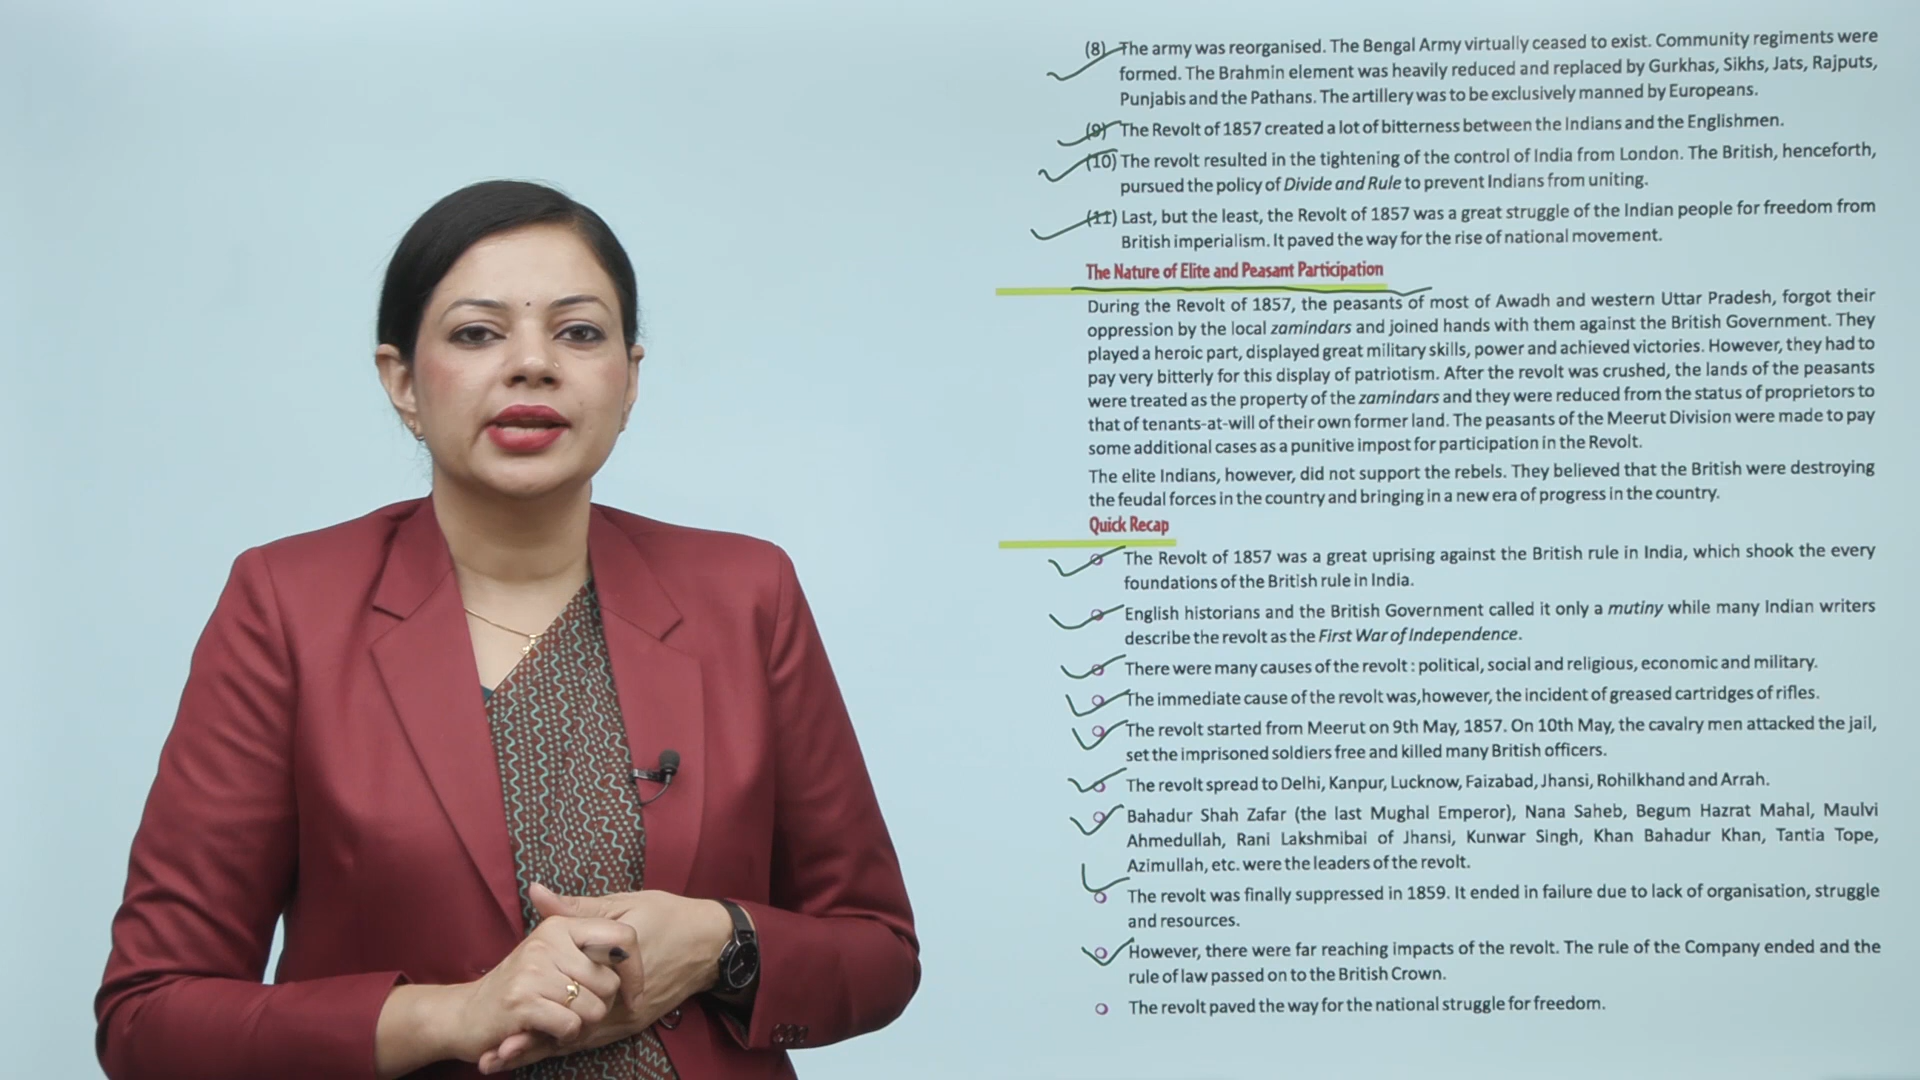 (8) The army was reorganised. The Bengal Army virtually ceased to exist. Community regiments were
formed. The Brahmin element was heavily reduced and replaced by Gurkhas, Sikhs, Jats, Rajputs,
Punjabis and the Pathans. The artillery was to be exclusively manned by Europeans.
(9) The Revolt of 1857 created a lot of bitterness between the Indians and the Englishmen.
(10) The revolt resulted in the tightening of the control of India from London. The British, henceforth,
pursued the policy of Divide and Rule to prevent Indians from uniting.
(11) Last, but the least, the Revolt of 1857 was a great struggle of the Indian people for freedom from
British imperialism. It paved the way for the rise of national movement.
The Nature of Elite and Peasant Participation
During the Revolt of 1857, the peasants of most of Awadh and western Uttar Pradesh, forgot their
oppression by the local zamindars and joined hands with them against the British Government. They
played a heroic part, displayed great military skills, power and achieved victories. However, they had to
pay very bitterly for this display of patriotism. After the revolt was crushed, the lands of the peasants
were treated as the property of the zamindars and they were reduced from the status of proprietors to
that of tenants-at-will of their own former land. The peasants of the Meerut Division were made to pay
some additional cases as a punitive impost for participation in the Revolt.
The elite Indians, however, did not support the rebels. They believed that the British were destroying
the feudal forces in the country and bringing in a new era of progress in the country.
Quick Recap
The Revolt of 1857 was a great uprising against the British rule in India, which shook the every
foundations of the British rule in India.
English historians and the British Government called it only a mutiny while many Indian writers
describe the revolt as the First War of Independence.
There were many causes of the revolt : political, social and religious, economic and military.
The immediate cause of the revolt was,however, the incident of greased cartridges of rifles.
The revolt started from Meerut on 9th May, 1857. On 10th May, the cavalry men attacked the jail,
set the imprisoned soldiers free and killed many British officers.
The revolt spread to Delhi, Kanpur, Lucknow, Faizabad, Jhansi, Rohilkhand and Arrah.
Bahadur Shah Zafar (the last Mughal Emperor), Nana Saheb, Begum Hazrat Mahal, Maulvi
Ahmedullah, Rani Lakshmibai of Jhansi, Kunwar Singh, Khan Bahadur Khan, Tantia Tope,
Azimullah, etc. were the leaders of the revolt.
The revolt was finally suppressed in 1859. It ended in failure due to lack of organisation, struggle
and resources.
However, there were far reaching impacts of the revolt. The rule of the Company ended and the
rule of law passed on to the British Crown.
The revolt paved the way for the national struggle for freedom.